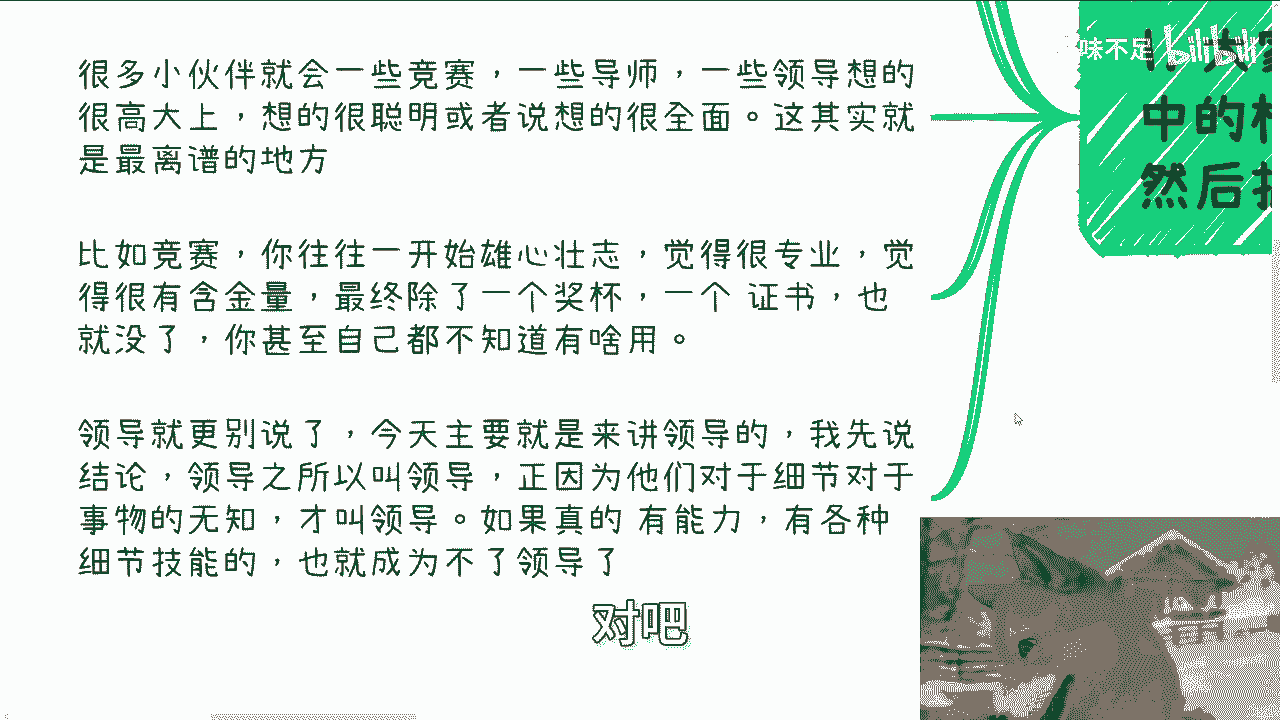 很多小伙伴就会一些竞赛，一些导师，一些领导想的
很高大上，想的很聪明或者说想的很全面。这其实就
是最离谱的地方
比如竞赛，你往往一开始雄心壮志，觉得很专业，觉
得很有含金量，最终除了一个奖杯，一个 证书，也
就没了，你甚至自己都不知道有啥用。
领导就更别说了，今天主要就是来讲领导的，我先说
结论，领导之所以叫领导，正因为他们对于细节对于
事物的无知，才叫领导。如果真的 有能力，有各种
细节技能的，也就成为不了领导了
味不足 bilibili
中的
然后
对吧